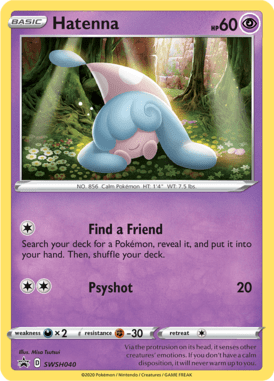 BASIC
Hatenna
HP60
NO. 856 Calm Pokémon HT: 1'4" WT: 7.5 lbs.
Find a Friend
Search your deck for a Pokémon, reveal it, and put it into
your hand. Then, shuffle your deck.
Psyshot 20
weakness ×2 resistance -30 retreat
Illus. Misa Tsutsui
Via the protrusion on its head, it senses other
creatures' emotions. If you don't have a calm
disposition, it will never warm up to you.
D SWSH040
©2020 Pokémon / Nintendo / Creatures / GAME FREAK